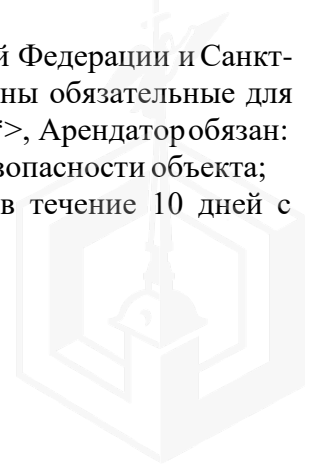 й Федерации и Санкт-
ны обязательные для
>, Арендатор обязан:
зопасности объекта;
в течение 10 дней с